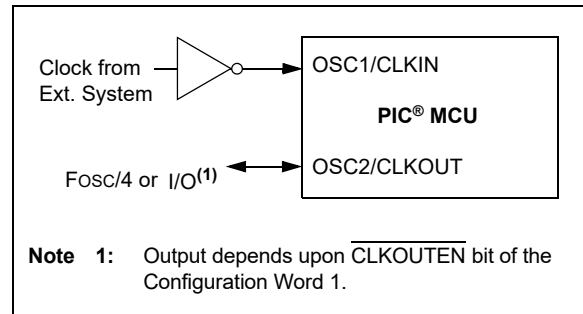 Clock from
Ext. System
OSC1/CLKIN
PIC® MCU
FOSC/4 or I/O(1)
OSC2/CLKOUT
Note 1: Output depends upon CLKOUTEN bit of the
Configuration Word 1.